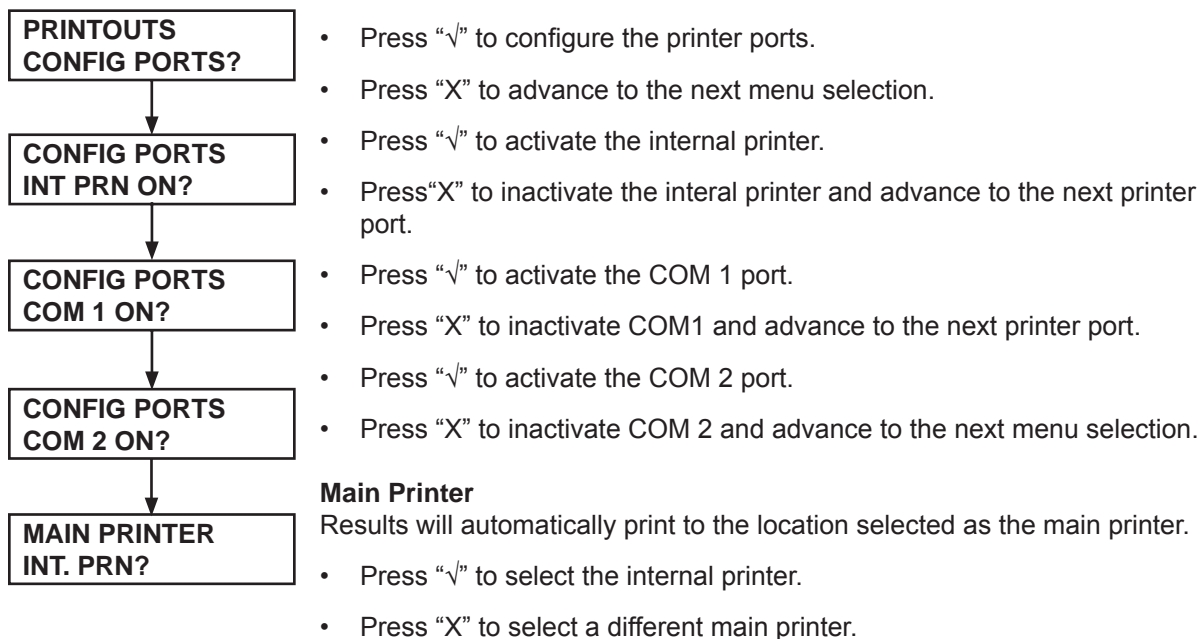 PRINTOUTS
CONFIG PORTS?
• Press “√” to configure the printer ports.
• Press “X” to advance to the next menu selection.
CONFIG PORTS
INT PRN ON?
• Press “√” to activate the internal printer.
• Press“X” to inactivate the interal printer and advance to the next printer
port.
CONFIG PORTS
COM 1 ON?
• Press “√” to activate the COM 1 port.
• Press “X” to inactivate COM1 and advance to the next printer port.
CONFIG PORTS
COM 2 ON?
• Press “√” to activate the COM 2 port.
• Press “X” to inactivate COM 2 and advance to the next menu selection.
MAIN PRINTER
INT. PRN?
Main Printer
Results will automatically print to the location selected as the main printer.
• Press “√” to select the internal printer.
• Press “X” to select a different main printer.